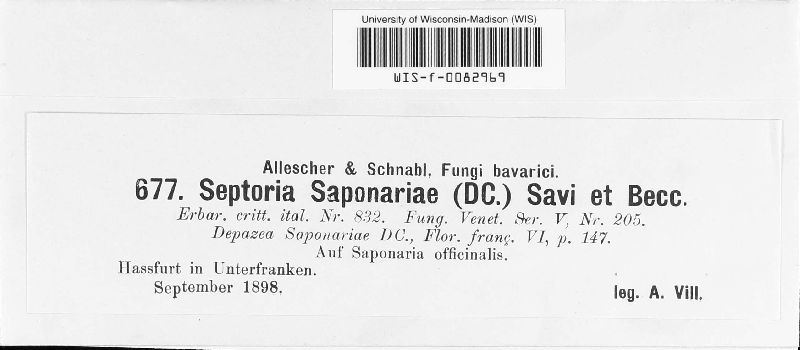 University of Wisconsin-Madison (WIS)
WIS-f-0082969
Allescher & Schnabl, Fungi bavarici.
677. Septoria Saponariae (DC.) Savi et Becc.
Erbar. critt. ital. Nr. 832. Fung. Venet. Ser. V, Nr. 205.
Depazea Saponariae DC., Flor. franç. VI, p. 147.
Auf Saponaria officinalis.
Hassfurt in Unterfranken.
September 1898.
leg. A. Vill.